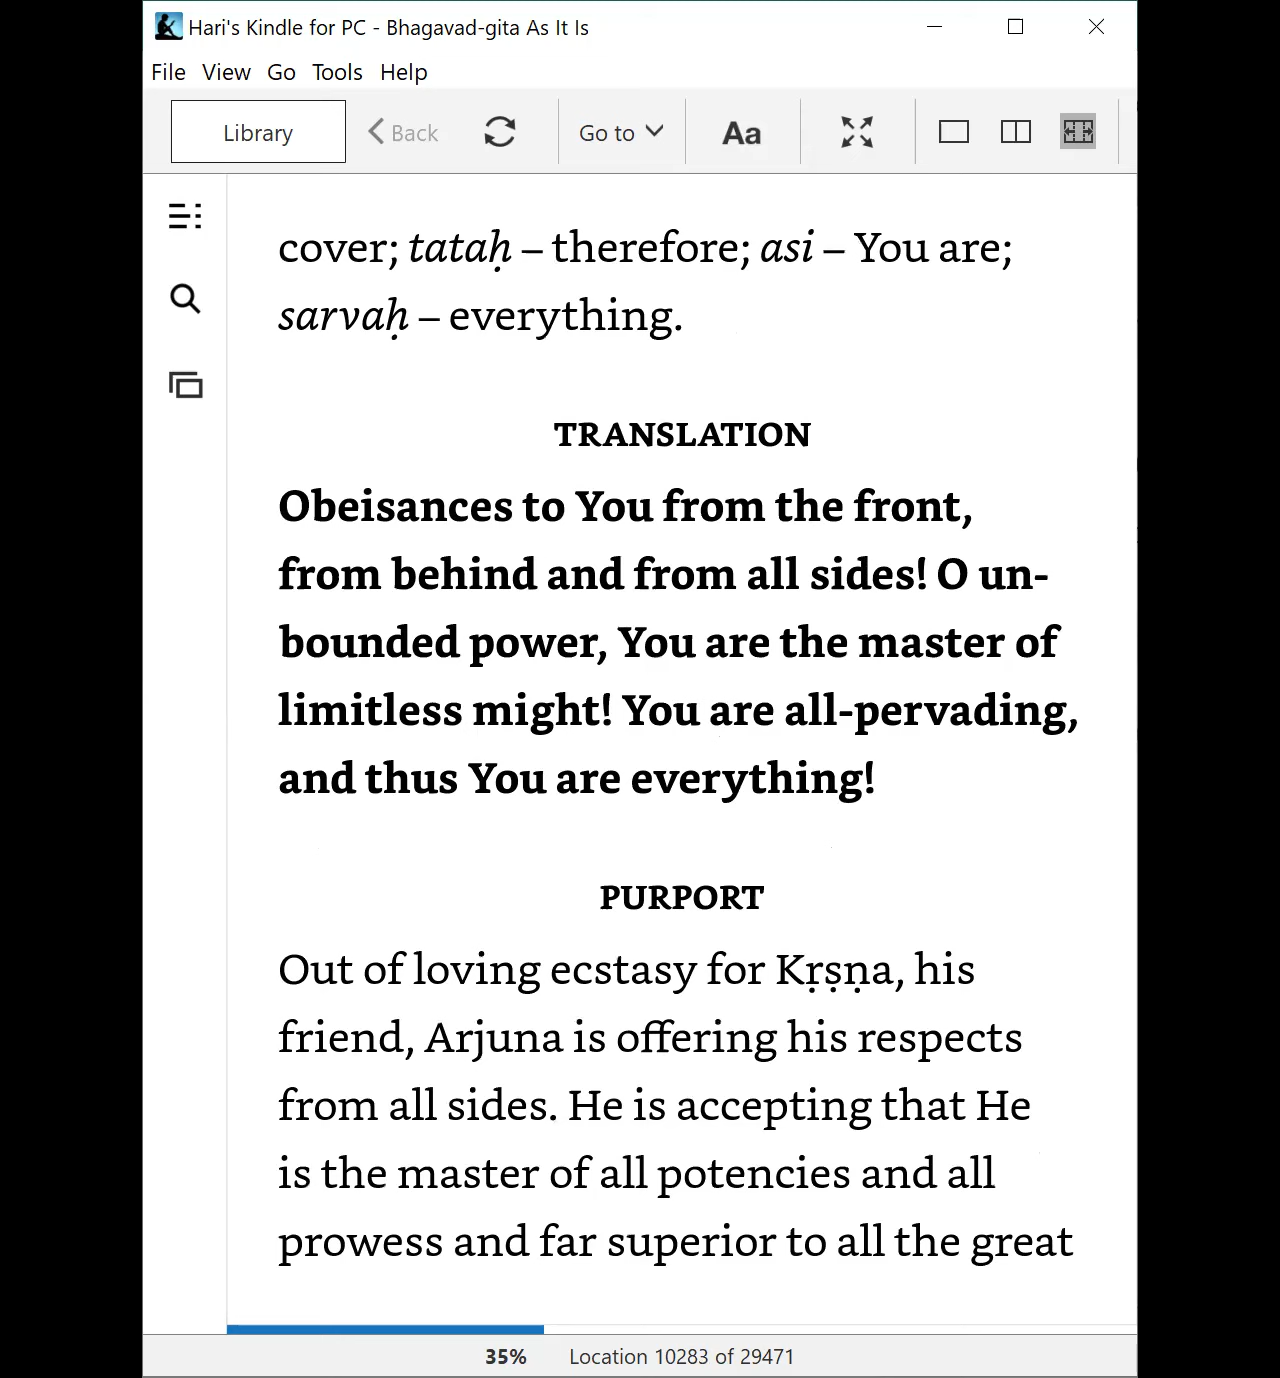 Hari's Kindle for PC - Bhagavad-gita As It Is
File View Go Tools Help
Library Back Go to Aa
cover; tataḥ – therefore; asi – You are;
sarvaḥ – everything.
TRANSLATION
Obeisances to You from the front,
from behind and from all sides! O un-
bounded power, You are the master of
limitless might! You are all-pervading,
and thus You are everything!
PURPORT
Out of loving ecstasy for Kṛṣṇa, his
friend, Arjuna is offering his respects
from all sides. He is accepting that He
is the master of all potencies and all
prowess and far superior to all the great
35% Location 10283 of 29471